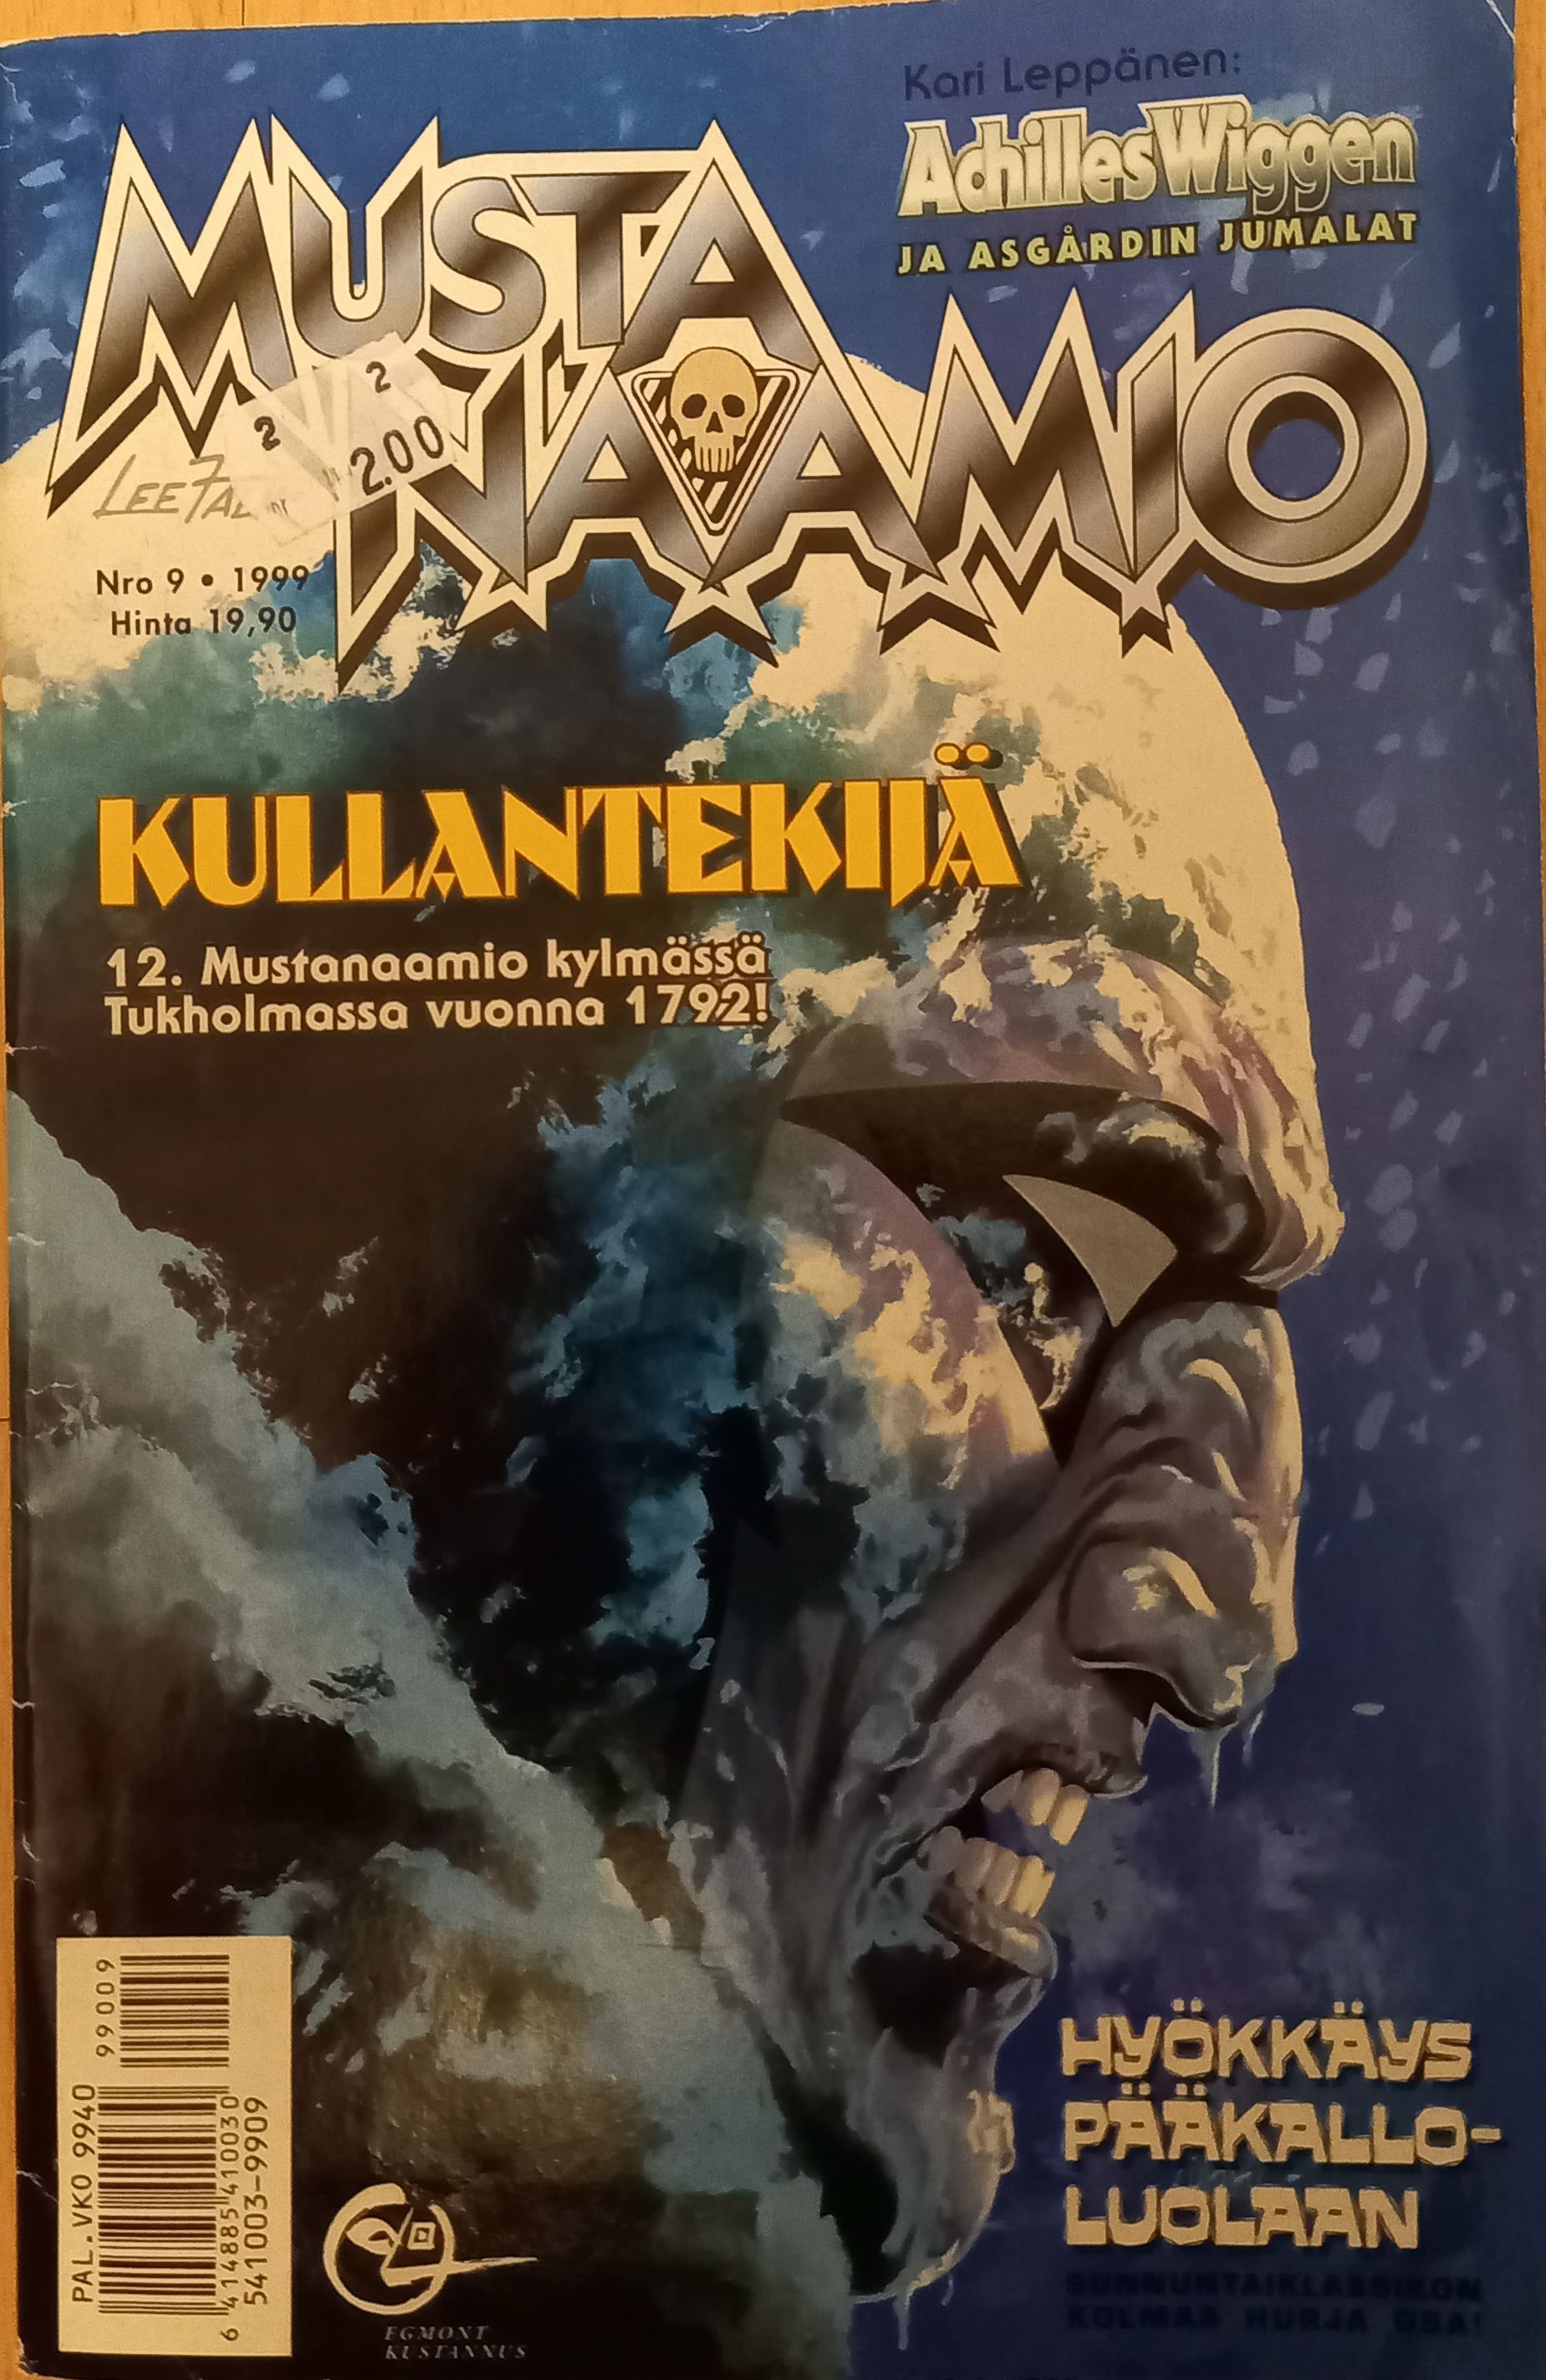 Kari Leppänen:
Achilles Wiggen
JA ASGÅRDIN JUMALAT
MUSTA
NAAMIO
2 2
2.00
LEE
Nro 9 • 1999
Hinta 19,90
KULLANTEKIJÄ
12. Mustanaamio kylmässä
Tukholmassa vuonna 1792!
HYÖKKÄYS
PÄÄKALLO-
LUOLAAN
SUNNUNTAIKLASSIKON
KOLMAS HURJA OSA!
99009
PAL.VKO 9940
6 414885 410030
541003-9909
EGMONT
KUSTANNUS